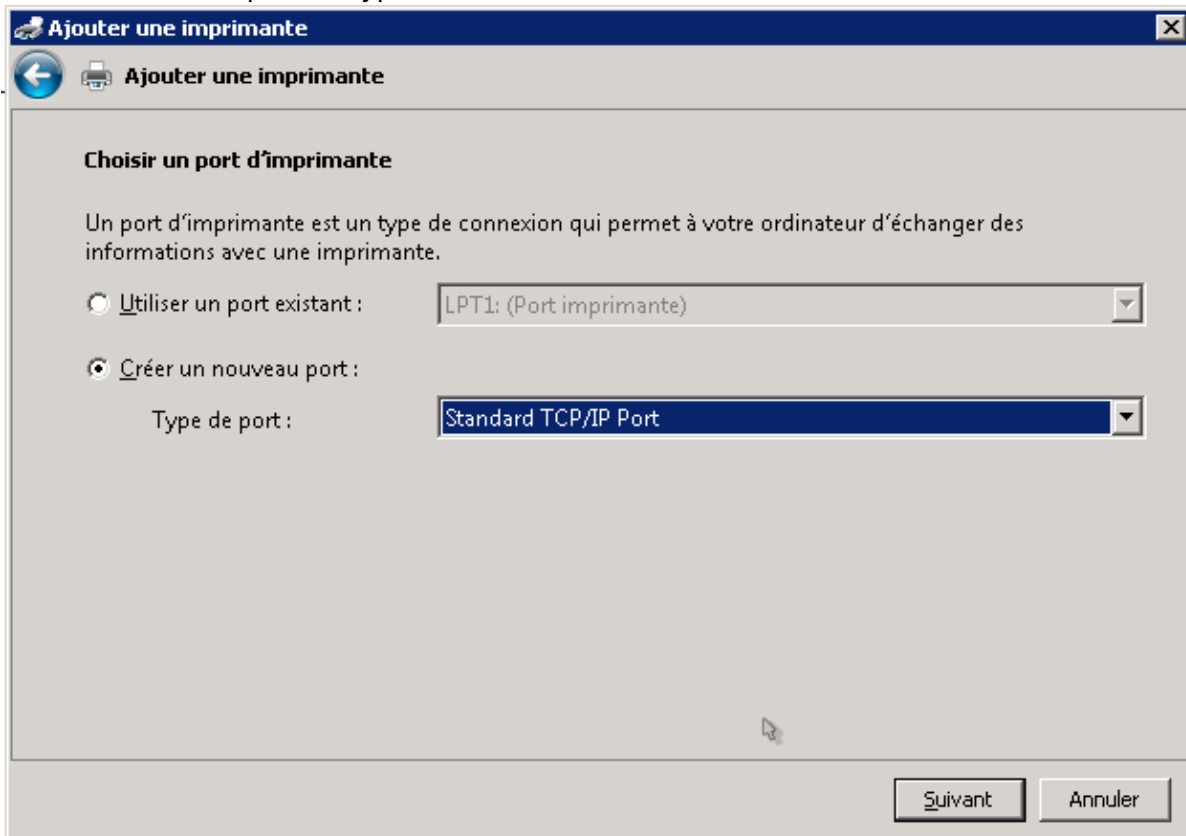 Ajouter une imprimante
Ajouter une imprimante
Choisir un port d'imprimante
Un port d'imprimante est un type de connexion qui permet à votre ordinateur d'échanger des
informations avec une imprimante.
Utiliser un port existant :
LPT1: (Port imprimante)
Créer un nouveau port :
Type de port :
Standard TCP/IP Port
Suivant
Annuler